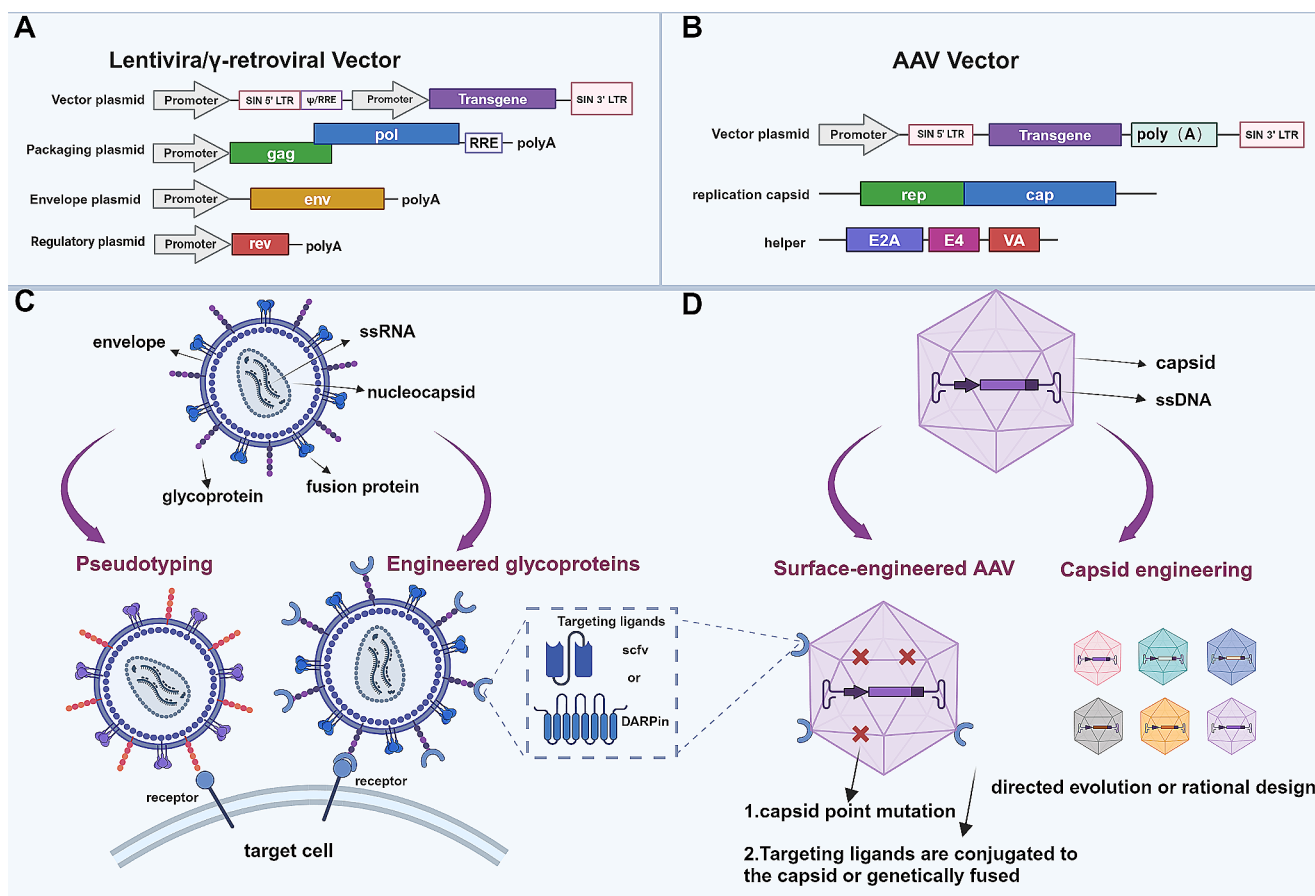 A
Lentivira/γ-retroviral Vector
Vector plasmid Promoter SIN 5' LTR ψ/RRE Promoter Transgene SIN 3' LTR
Packaging plasmid Promoter gag pol RRE polyA
Envelope plasmid Promoter env polyA
Regulatory plasmid Promoter rev polyA
B
AAV Vector
Vector plasmid Promoter SIN 5' LTR Transgene poly（A） SIN 3' LTR
replication capsid rep cap
helper E2A E4 VA
C
envelope
ssRNA
nucleocapsid
glycoprotein
fusion protein
Pseudotyping
Engineered glycoproteins
Targeting ligands
scfv
or
DARPin
receptor
receptor
target cell
D
capsid
ssDNA
Surface-engineered AAV
Capsid engineering
directed evolution or rational design
1.capsid point mutation
2.Targeting ligands are conjugated to
the capsid or genetically fused